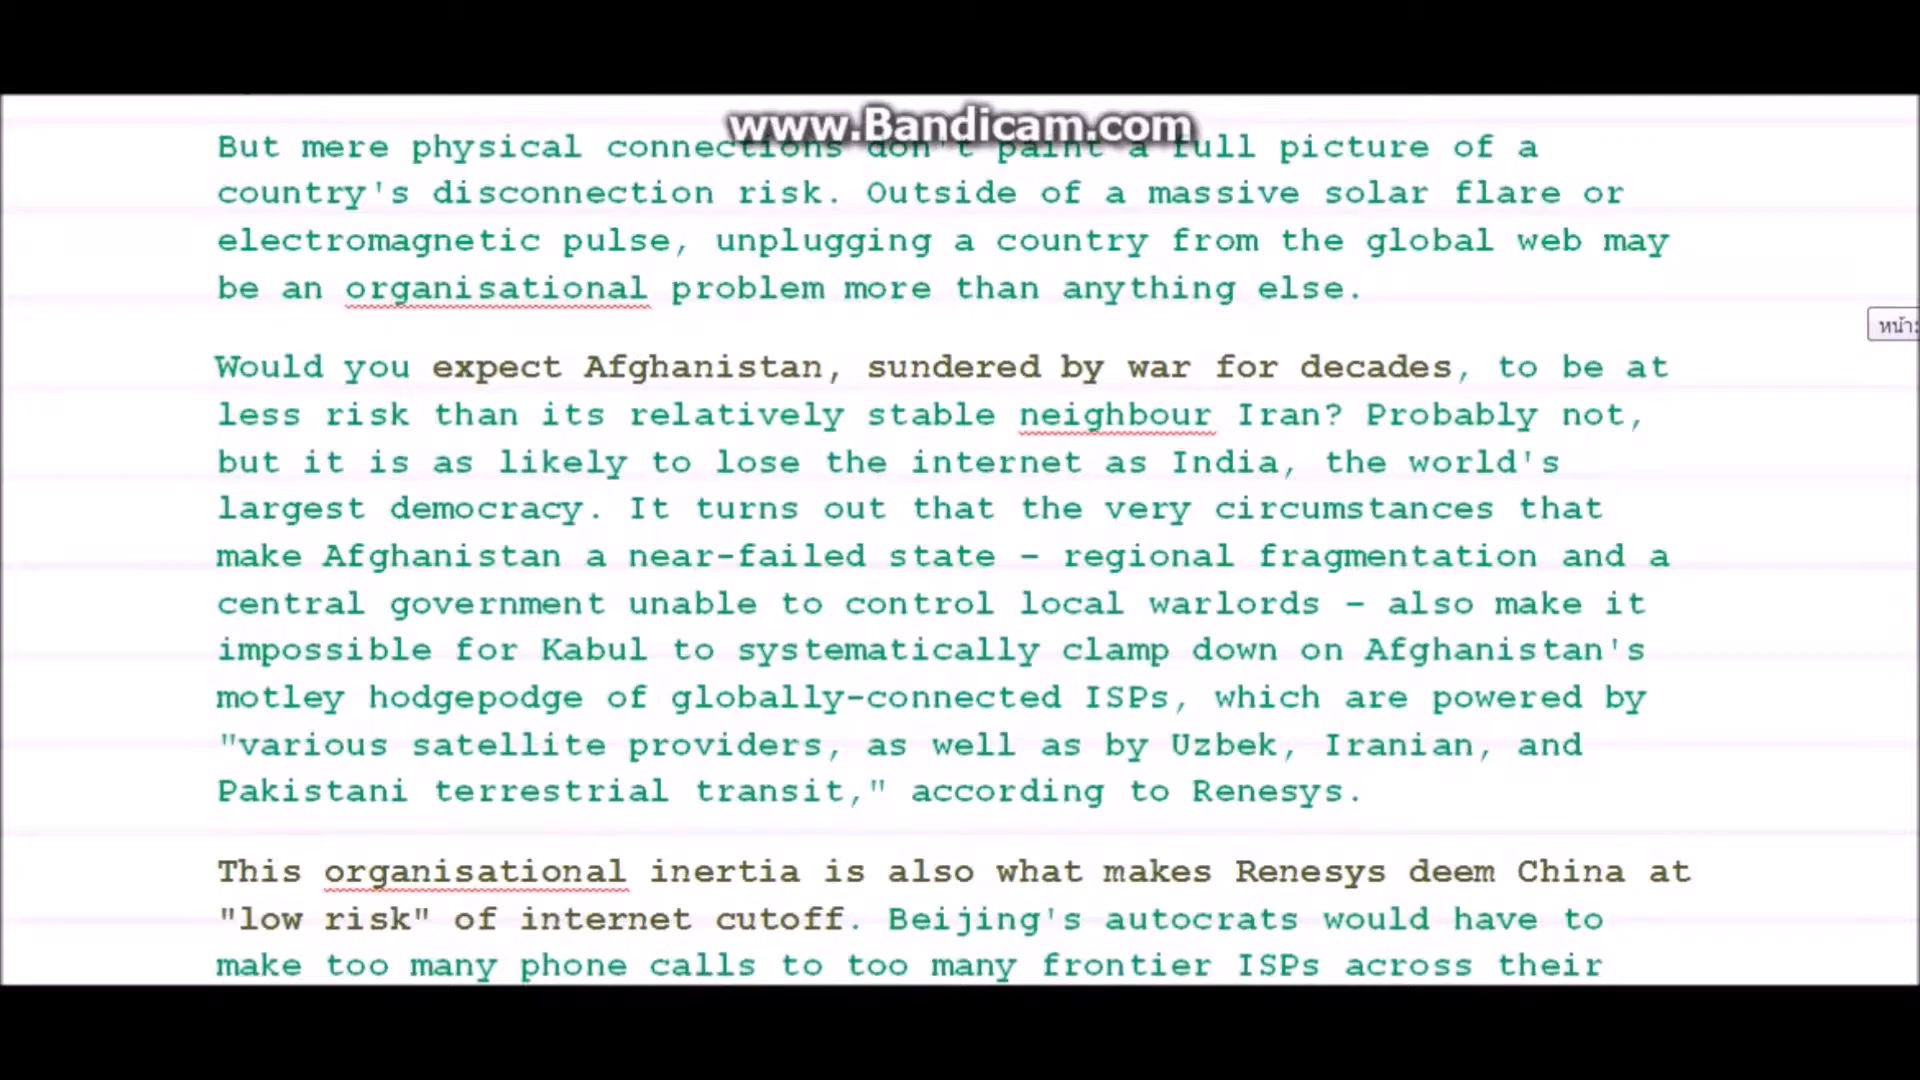 www.Bandicam.com
But mere physical connections don't paint a full picture of a
country's disconnection risk. Outside of a massive solar flare or
electromagnetic pulse, unplugging a country from the global web may
be an organisational problem more than anything else.
หน้า:
Would you expect Afghanistan, sundered by war for decades, to be at
less risk than its relatively stable neighbour Iran? Probably not,
but it is as likely to lose the internet as India, the world's
largest democracy. It turns out that the very circumstances that
make Afghanistan a near-failed state – regional fragmentation and a
central government unable to control local warlords – also make it
impossible for Kabul to systematically clamp down on Afghanistan's
motley hodgepodge of globally-connected ISPs, which are powered by
"various satellite providers, as well as by Uzbek, Iranian, and
Pakistani terrestrial transit," according to Renesys.
This organisational inertia is also what makes Renesys deem China at
"low risk" of internet cutoff. Beijing's autocrats would have to
make too many phone calls to too many frontier ISPs across their